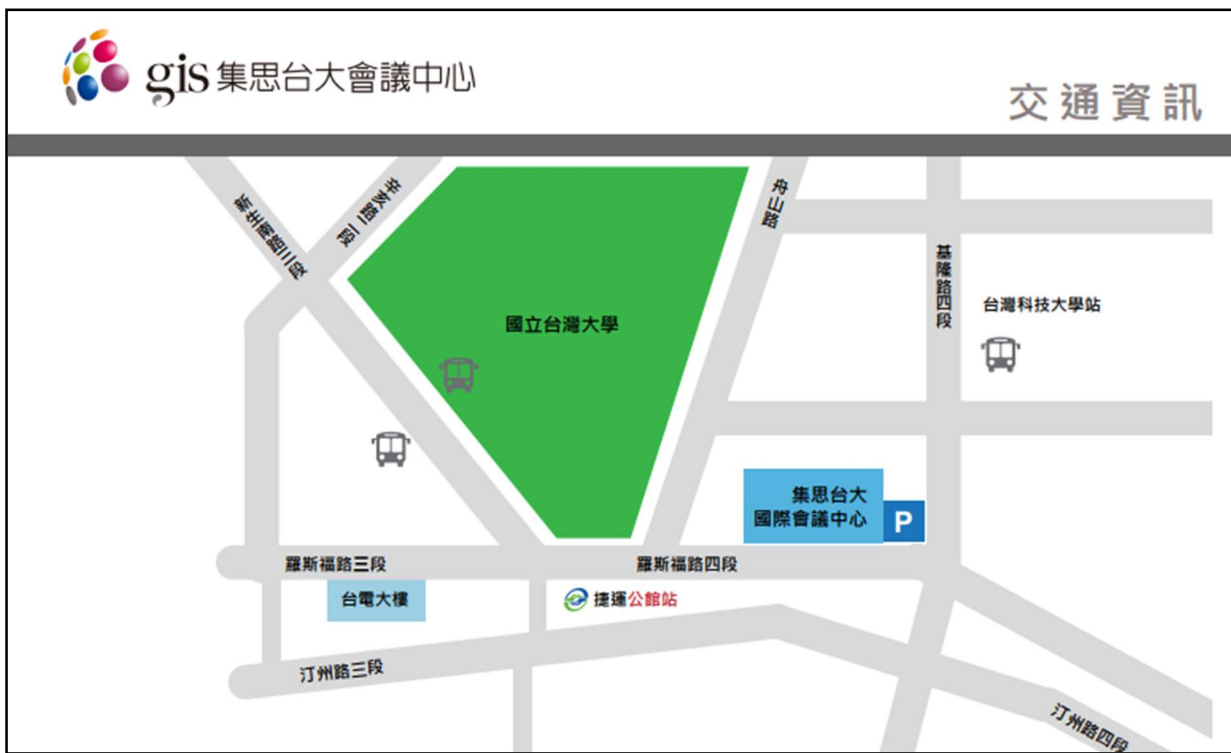 gis 集思台大會議中心
交通資訊
新生南路三段
辛亥路一段
舟山路
基隆路四段
台灣科技大學站
國立台灣大學
集思台大
國際會議中心
P
羅斯福路三段
羅斯福路四段
台電大樓
捷運公館站
汀州路三段
汀州路四段